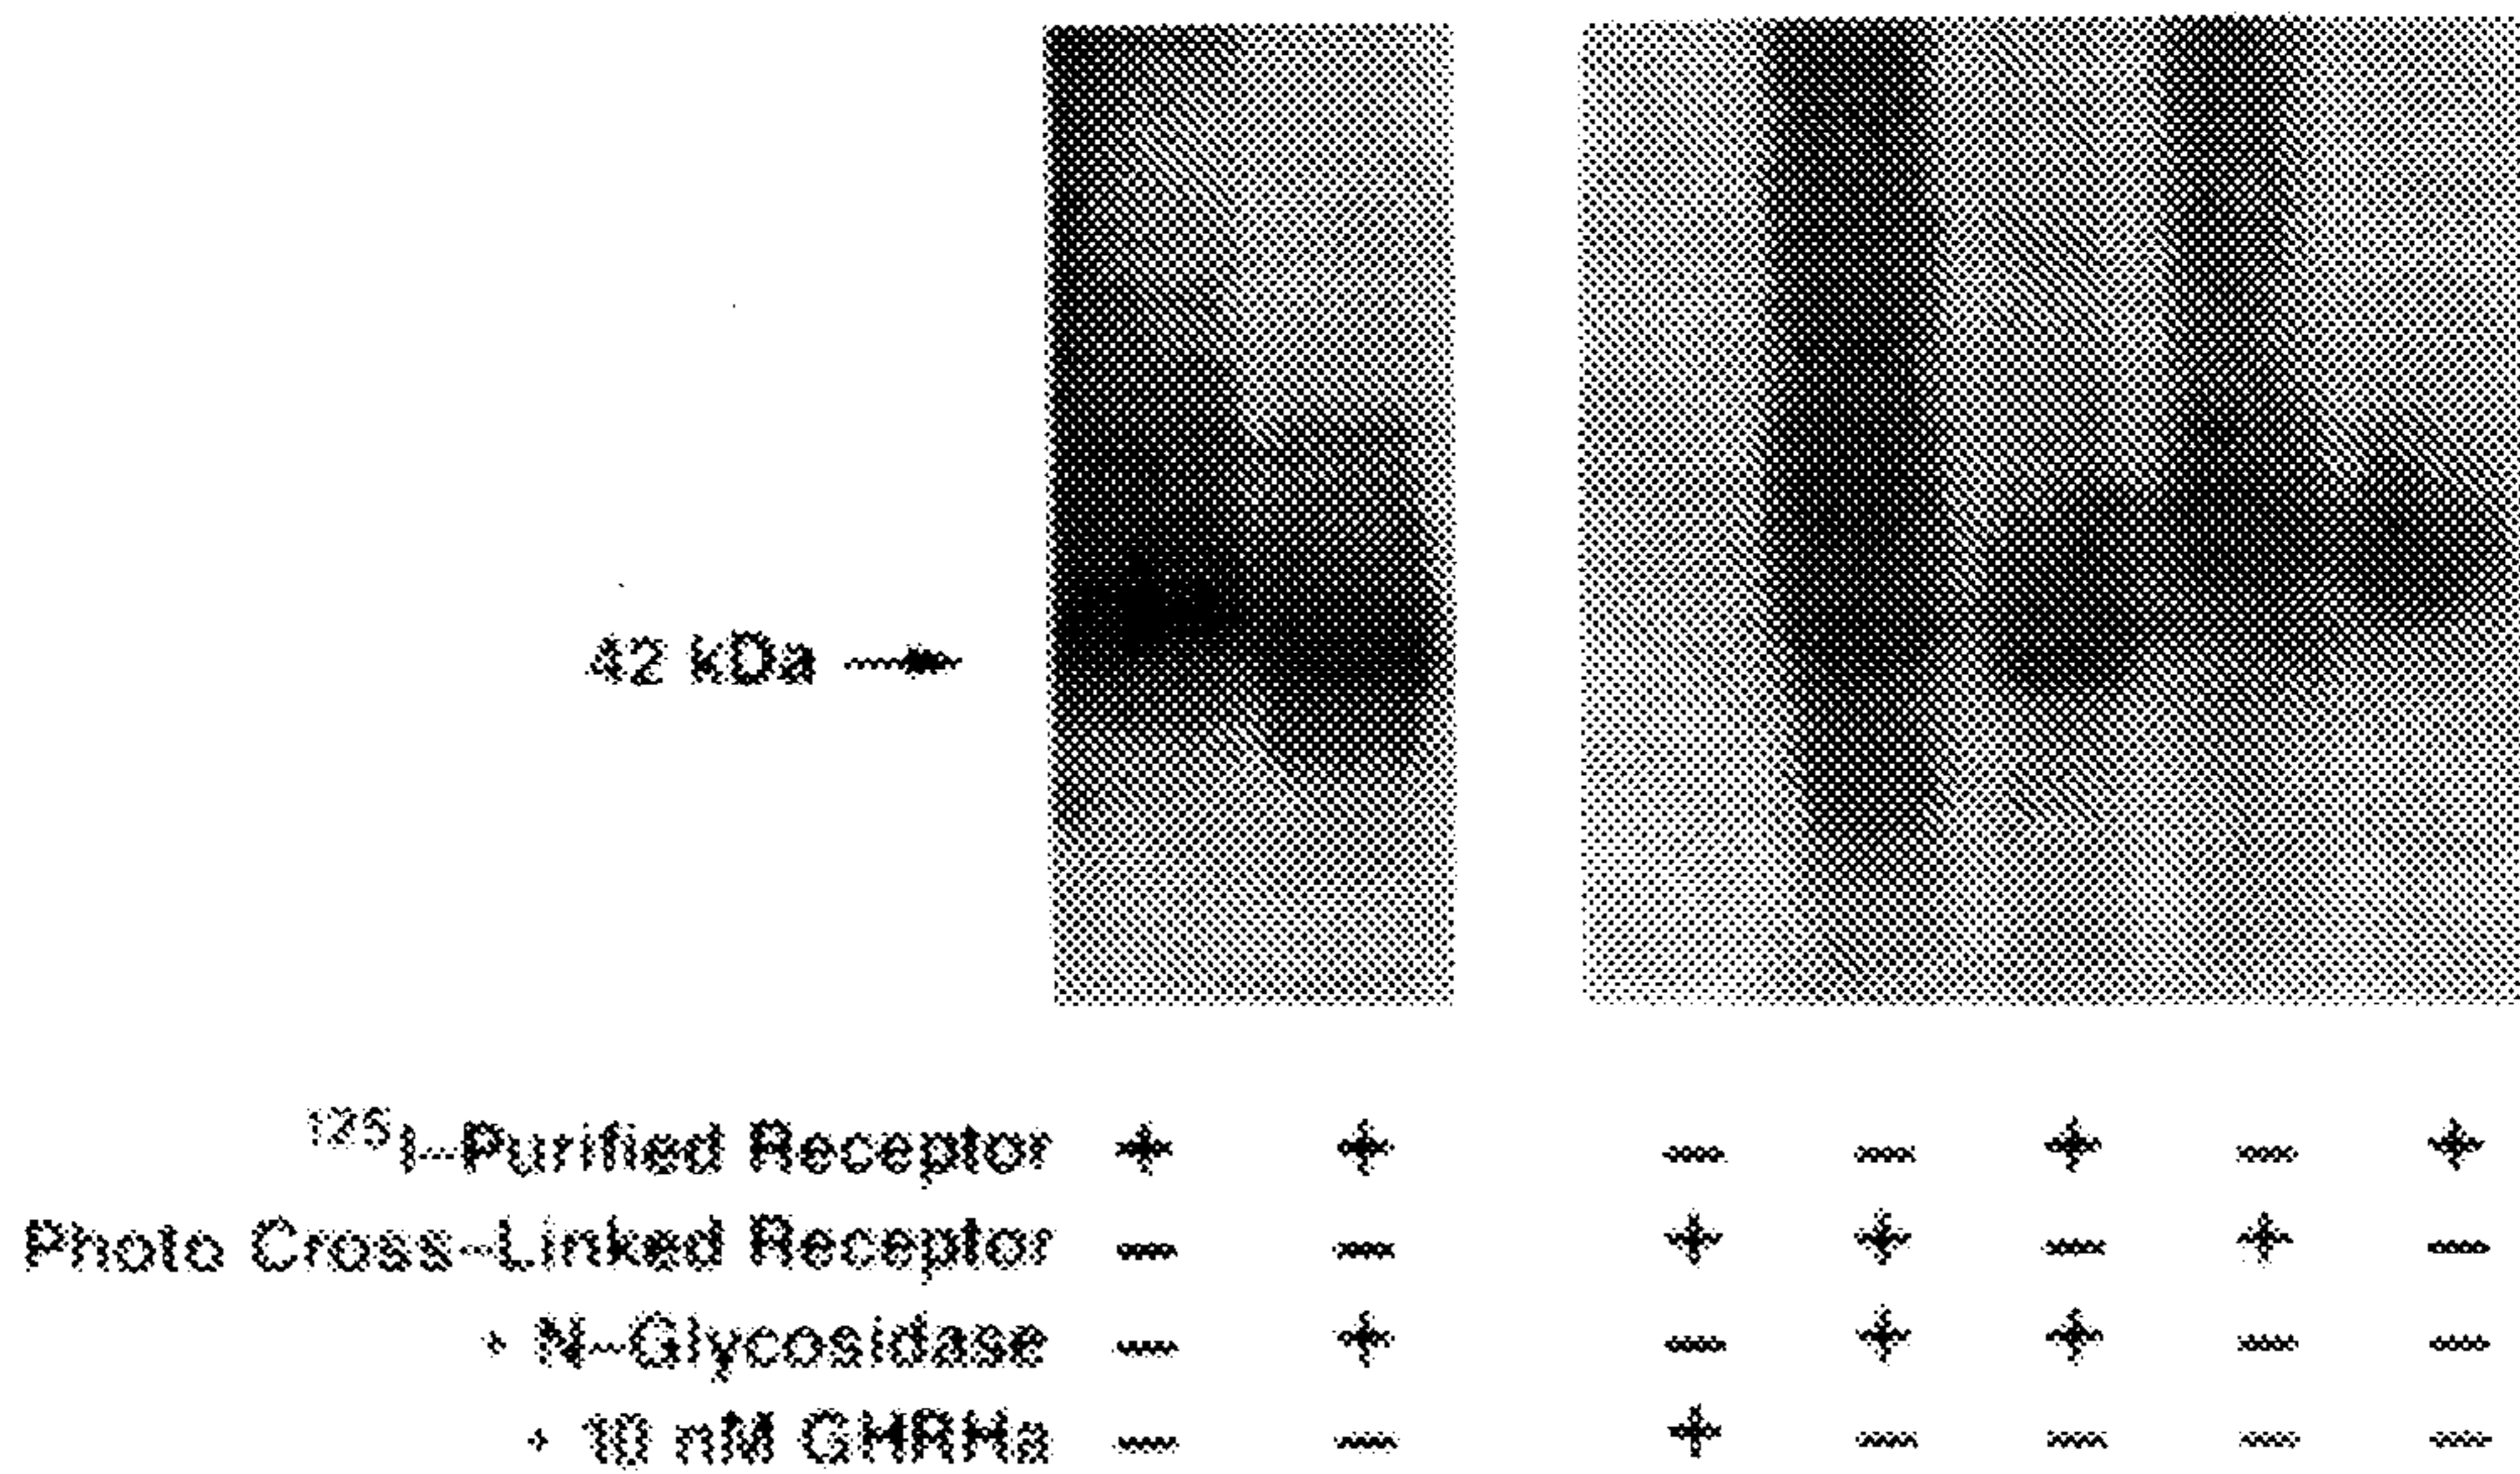 42 kDa →
¹²⁵I–Purified Receptor + + – – + – +
Photo Cross–Linked Receptor – – + + – + –
+ N–Glycosidase – + – + + – –
+ 10 nM GHRHa – – + – – – –